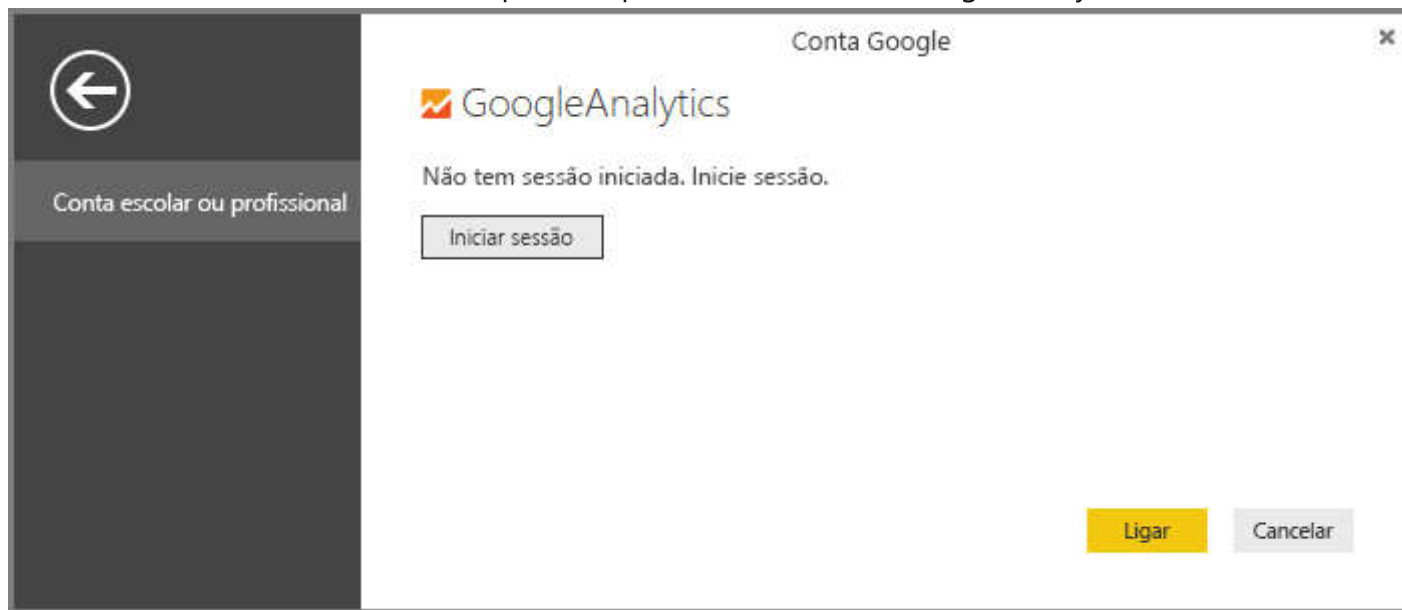 Conta Google
GoogleAnalytics
Não tem sessão iniciada. Inicie sessão.
Conta escolar ou profissional
Iniciar sessão
Ligar
Cancelar